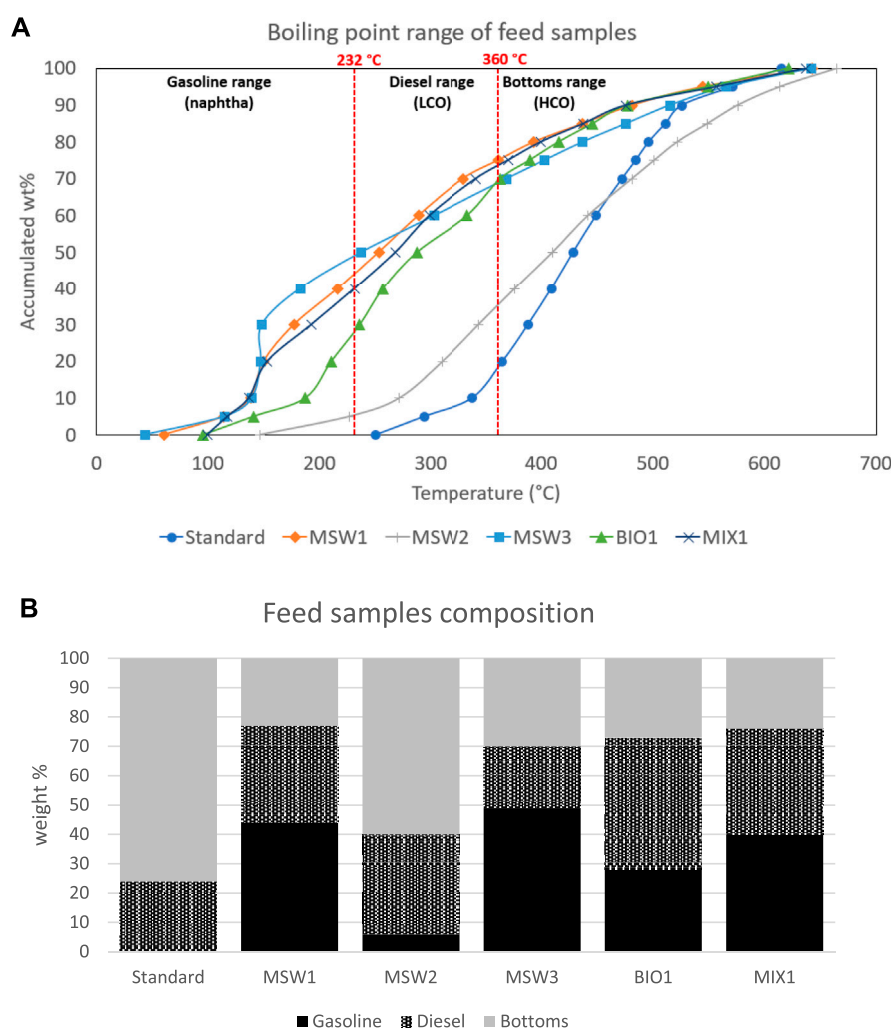 A
Boiling point range of feed samples
232 °C
360 °C
Gasoline range
(naphtha)
Diesel range
(LCO)
Bottoms range
(HCO)
Accumulated wt%
100
90
80
70
60
50
40
30
20
10
0
0 100 200 300 400 500 600 700
Temperature (°C)
Standard MSW1 MSW2 MSW3 BIO1 MIX1
B
Feed samples composition
weight %
100
90
80
70
60
50
40
30
20
10
0
Standard MSW1 MSW2 MSW3 BIO1 MIX1
Gasoline Diesel Bottoms